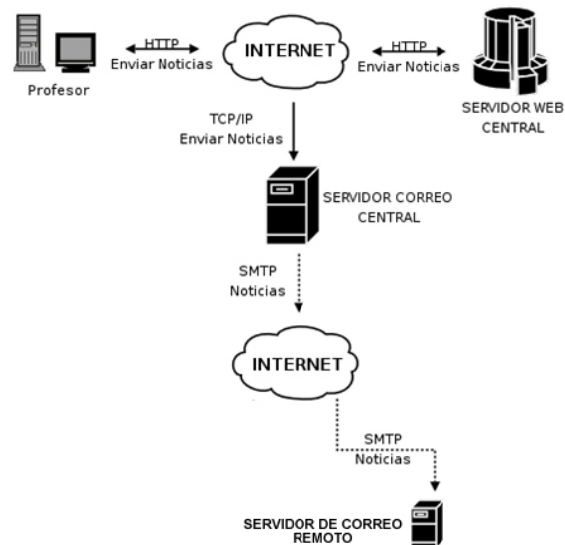 HTTP
Enviar Noticias
Profesor
INTERNET
HTTP
Enviar Noticias
SERVIDOR WEB
CENTRAL
TCP/IP
Enviar Noticias
SERVIDOR CORREO
CENTRAL
SMTP
Noticias
INTERNET
SMTP
Noticias
SERVIDOR DE CORREO
REMOTO